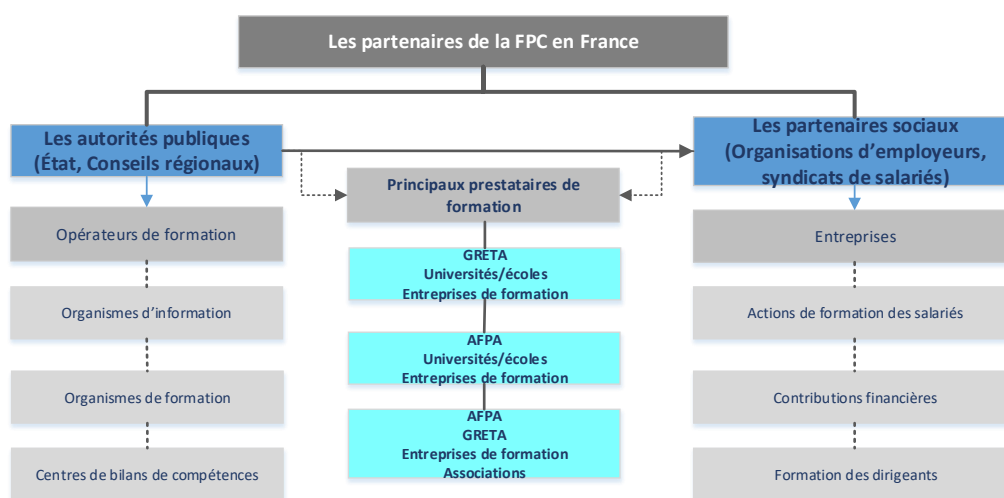 Les partenaires de la FPC en France
Les autorités publiques
(État, Conseils régionaux)
Opérateurs de formation
Organismes d’information
Organismes de formation
Centres de bilans de compétences
Principaux prestataires de
formation
GRETA
Universités/écoles
Entreprises de formation
AFPA
Universités/écoles
Entreprises de formation
AFPA
GRETA
Entreprises de formation
Associations
Les partenaires sociaux
(Organisations d’employeurs,
syndicats de salariés)
Entreprises
Actions de formation des salariés
Contributions financières
Formation des dirigeants